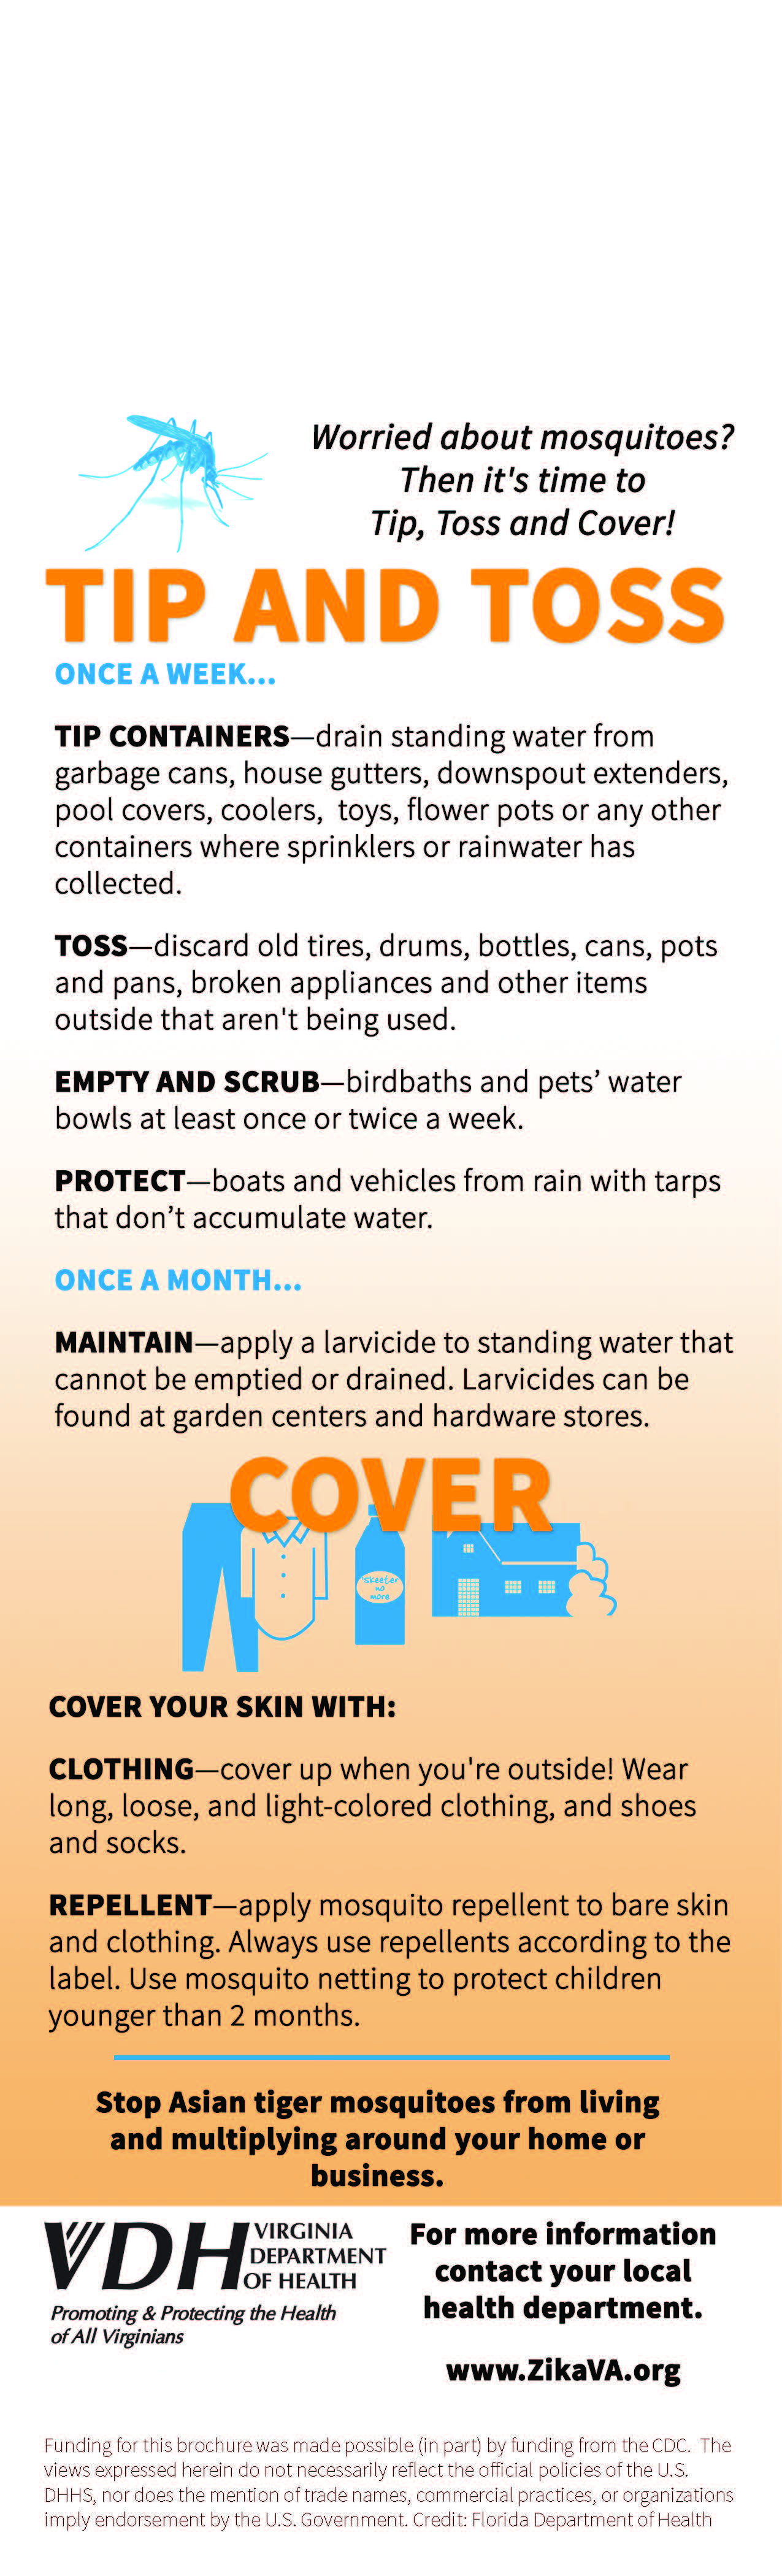 Worried about mosquitoes?
Then it's time to
Tip, Toss and Cover!
TIP AND TOSS
ONCE A WEEK...
TIP CONTAINERS—drain standing water from
garbage cans, house gutters, downspout extenders,
pool covers, coolers, toys, flower pots or any other
containers where sprinklers or rainwater has
collected.
TOSS—discard old tires, drums, bottles, cans, pots
and pans, broken appliances and other items
outside that aren't being used.
EMPTY AND SCRUB—birdbaths and pets’ water
bowls at least once or twice a week.
PROTECT—boats and vehicles from rain with tarps
that don’t accumulate water.
ONCE A MONTH...
MAINTAIN—apply a larvicide to standing water that
cannot be emptied or drained. Larvicides can be
found at garden centers and hardware stores.
COVER
Skeeter
no
more
COVER YOUR SKIN WITH:
CLOTHING—cover up when you're outside! Wear
long, loose, and light-colored clothing, and shoes
and socks.
REPELLENT—apply mosquito repellent to bare skin
and clothing. Always use repellents according to the
label. Use mosquito netting to protect children
younger than 2 months.
Stop Asian tiger mosquitoes from living
and multiplying around your home or
business.
VDH VIRGINIA
DEPARTMENT
OF HEALTH
Promoting & Protecting the Health
of All Virginians
For more information
contact your local
health department.
www.ZikaVA.org
Funding for this brochure was made possible (in part) by funding from the CDC. The
views expressed herein do not necessarily reflect the official policies of the U.S.
DHHS, nor does the mention of trade names, commercial practices, or organizations
imply endorsement by the U.S. Government. Credit: Florida Department of Health